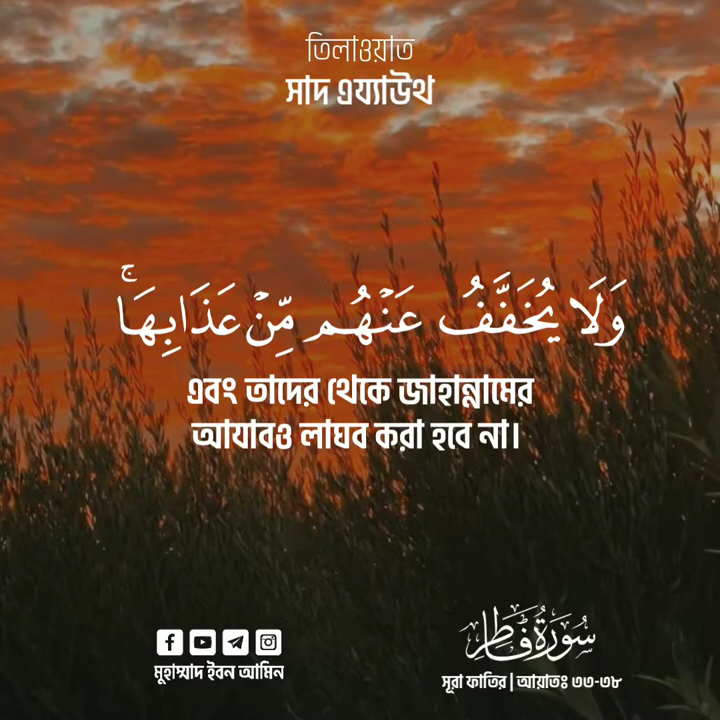 তিলাওয়াত
সাদ এয্যাউথ
وَلَا يُخَفَّفُ عَنْهُم مِّنْ عَذَابِهَا ۚ
এবং তাদের থেকে জাহান্নামের
আযাবও লাঘব করা হবে না।
মুহাম্মাদ ইবন আমিন
سُورَةُ فَاطِر
সূরা ফাতির | আয়াতঃ ৩৩-৩৮